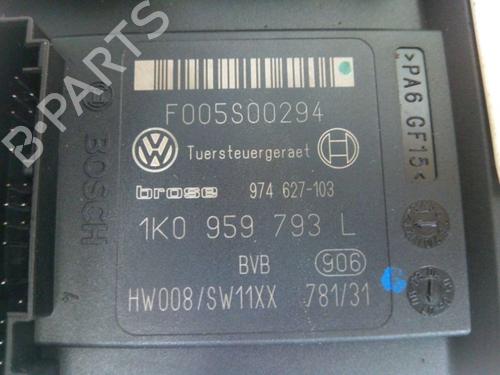 F005S00294
Tuersteuergeraet
brose 974 627-103
1K0 959 793 L
BVB 906
HW008/SW11XX 781/31
BOSCH
>PA6 GF15<
B-Parts